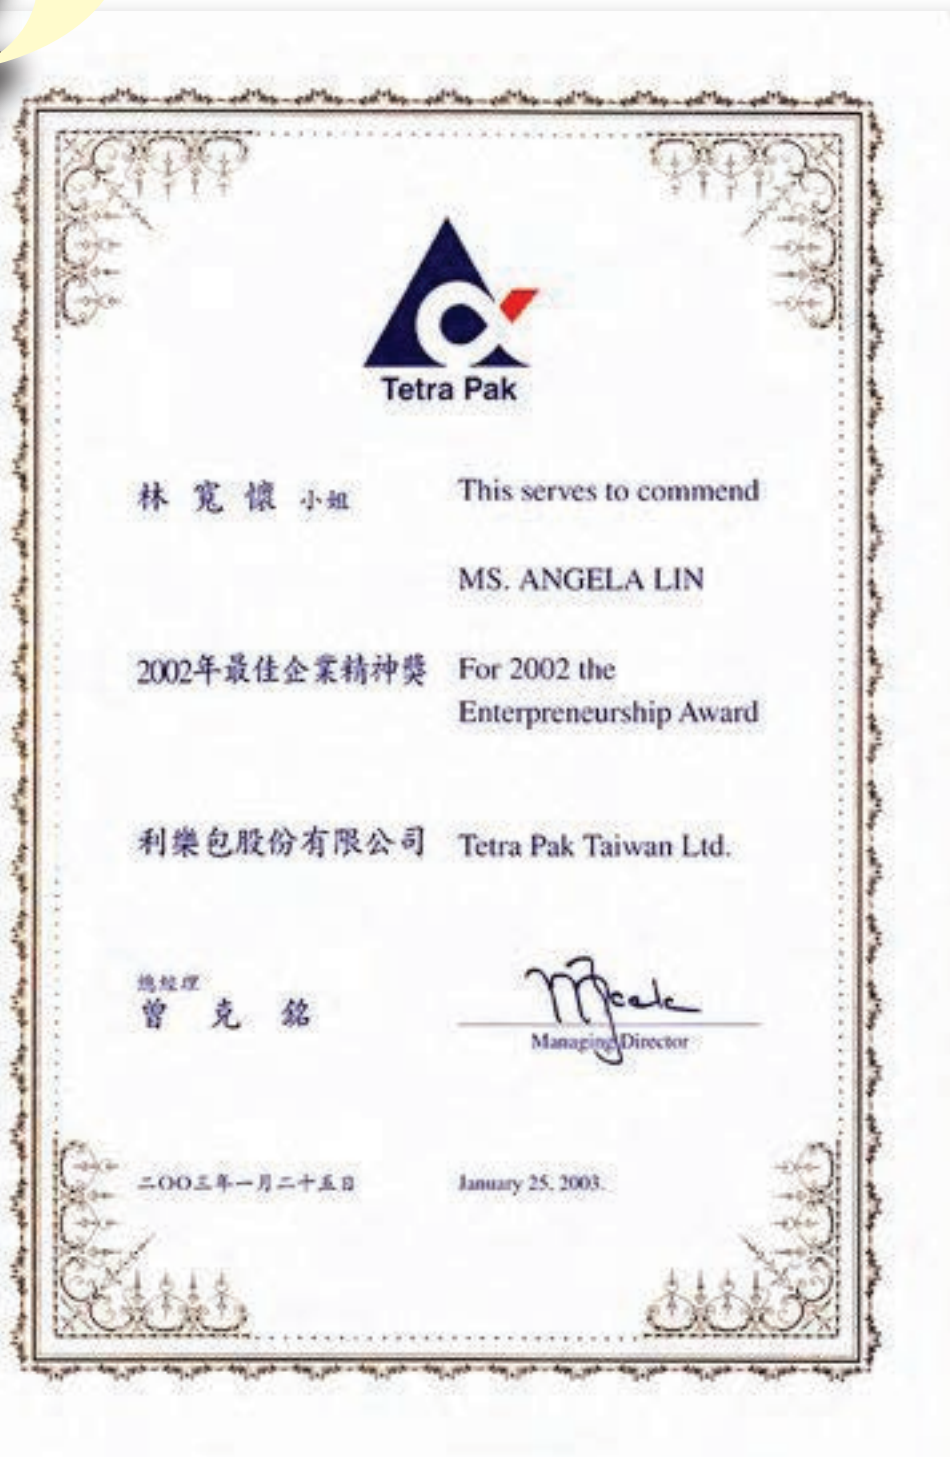 Tetra Pak
林寬懷小姐
This serves to commend
MS. ANGELA LIN
2002年最佳企業精神獎
For 2002 the
Enterpreneurship Award
利樂包股份有限公司
Tetra Pak Taiwan Ltd.
總經理
曾克銘
Managing Director
二OO三年一月二十五日
January 25, 2003.